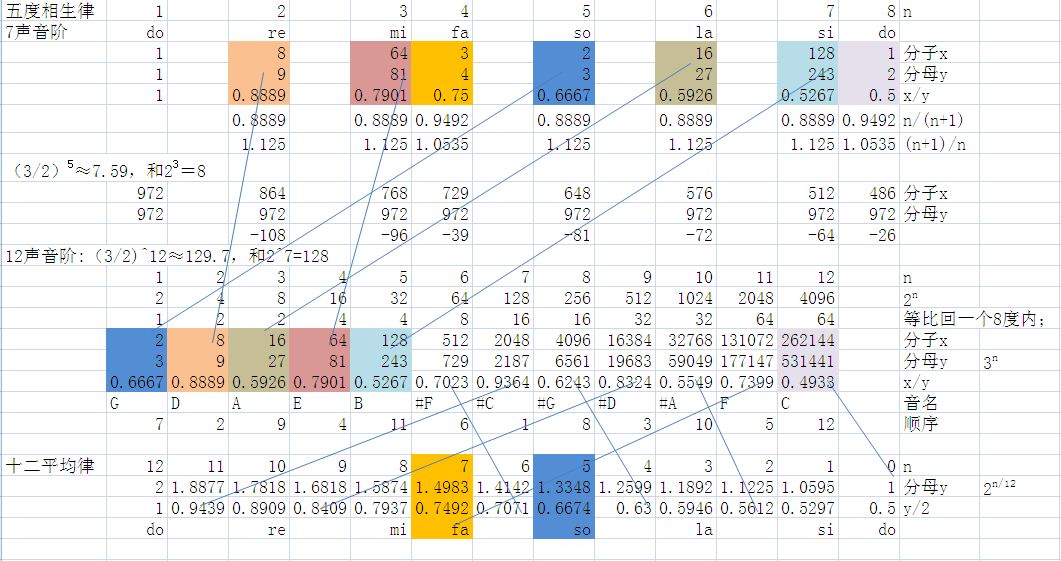 五度相生律 1 2 3 4 5 6 7 8 n
7声音阶 do re mi fa so la si do
1 8 64 3 2 16 128 1 分子x
1 9 81 4 3 27 243 2 分母y
1 0.8889 0.7901 0.75 0.6667 0.5926 0.5267 0.5 x/y
0.8889 0.8889 0.9492 0.8889 0.8889 0.8889 0.9492 n/(n+1)
1.125 1.125 1.0535 1.125 1.125 1.125 1.0535 (n+1)/n
（3/2）⁵≈7.59，和2³＝8
972 864 768 729 648 576 512 486 分子x
972 972 972 972 972 972 972 972 分母y
-108 -96 -39 -81 -72 -64 -26
12声音阶:（3/2)^12≈129.7，和2^7=128
1 2 3 4 5 6 7 8 9 10 11 12 n
2 4 8 16 32 64 128 256 512 1024 2048 4096 2ⁿ
1 2 2 4 4 8 16 16 32 32 64 64 等比回一个8度内;
2 8 16 64 128 512 2048 4096 16384 32768 131072 262144 分子x
3 9 27 81 243 729 2187 6561 19683 59049 177147 531441 分母y 3ⁿ
0.6667 0.8889 0.5926 0.7901 0.5267 0.7023 0.9364 0.6243 0.8324 0.5549 0.7399 0.4933 x/y
G D A E B #F #C #G #D #A F C 音名
7 2 9 4 11 6 1 8 3 10 5 12 顺序
十二平均律 12 11 10 9 8 7 6 5 4 3 2 1 0 n
2 1.8877 1.7818 1.6818 1.5874 1.4983 1.4142 1.3348 1.2599 1.1892 1.1225 1.0595 1 分母y 2^(n/12)
1 0.9439 0.8909 0.8409 0.7937 0.7492 0.7071 0.6674 0.63 0.5946 0.5612 0.5297 0.5 y/2
do re mi fa so la si do